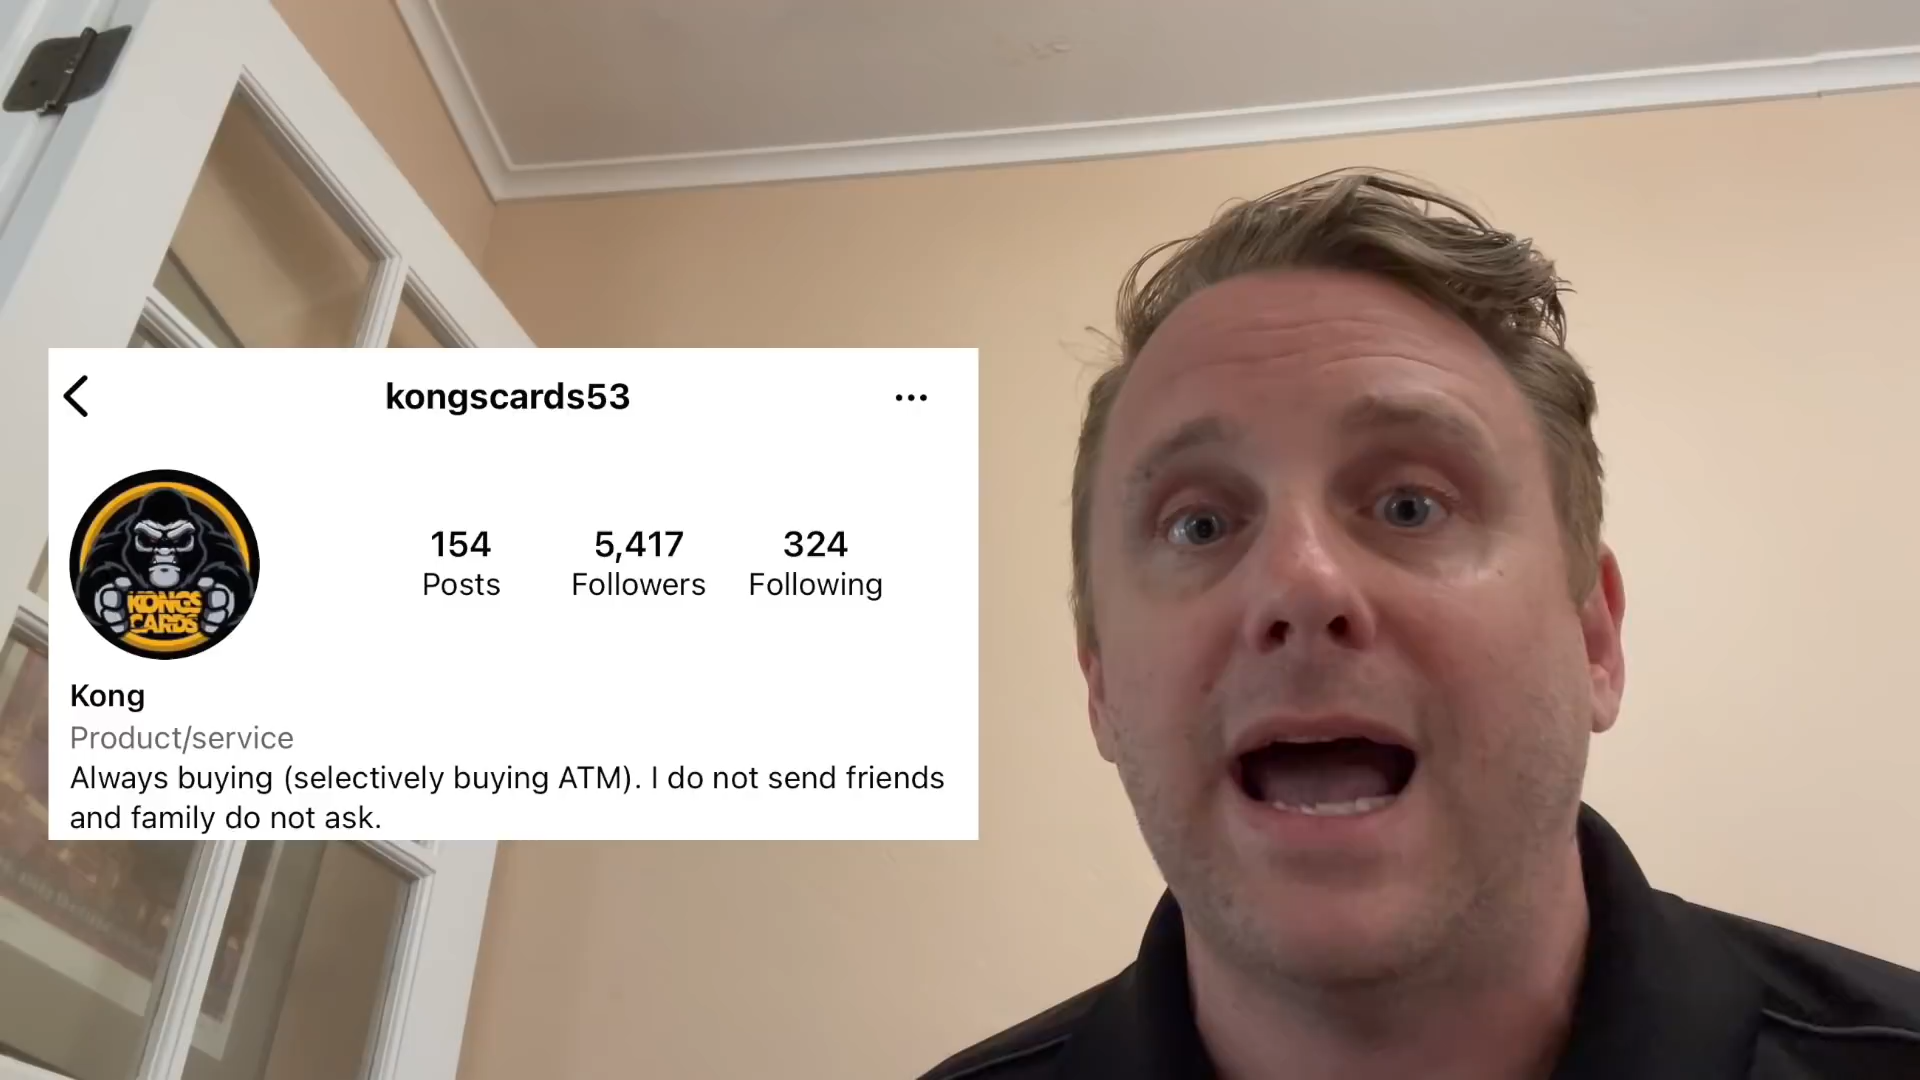 kongscards53
154
5,417
324
Posts
Followers
Following
KONGS
CARDS
Kong
Product/service
Always buying (selectively buying ATM). I do not send friends
and family do not ask.